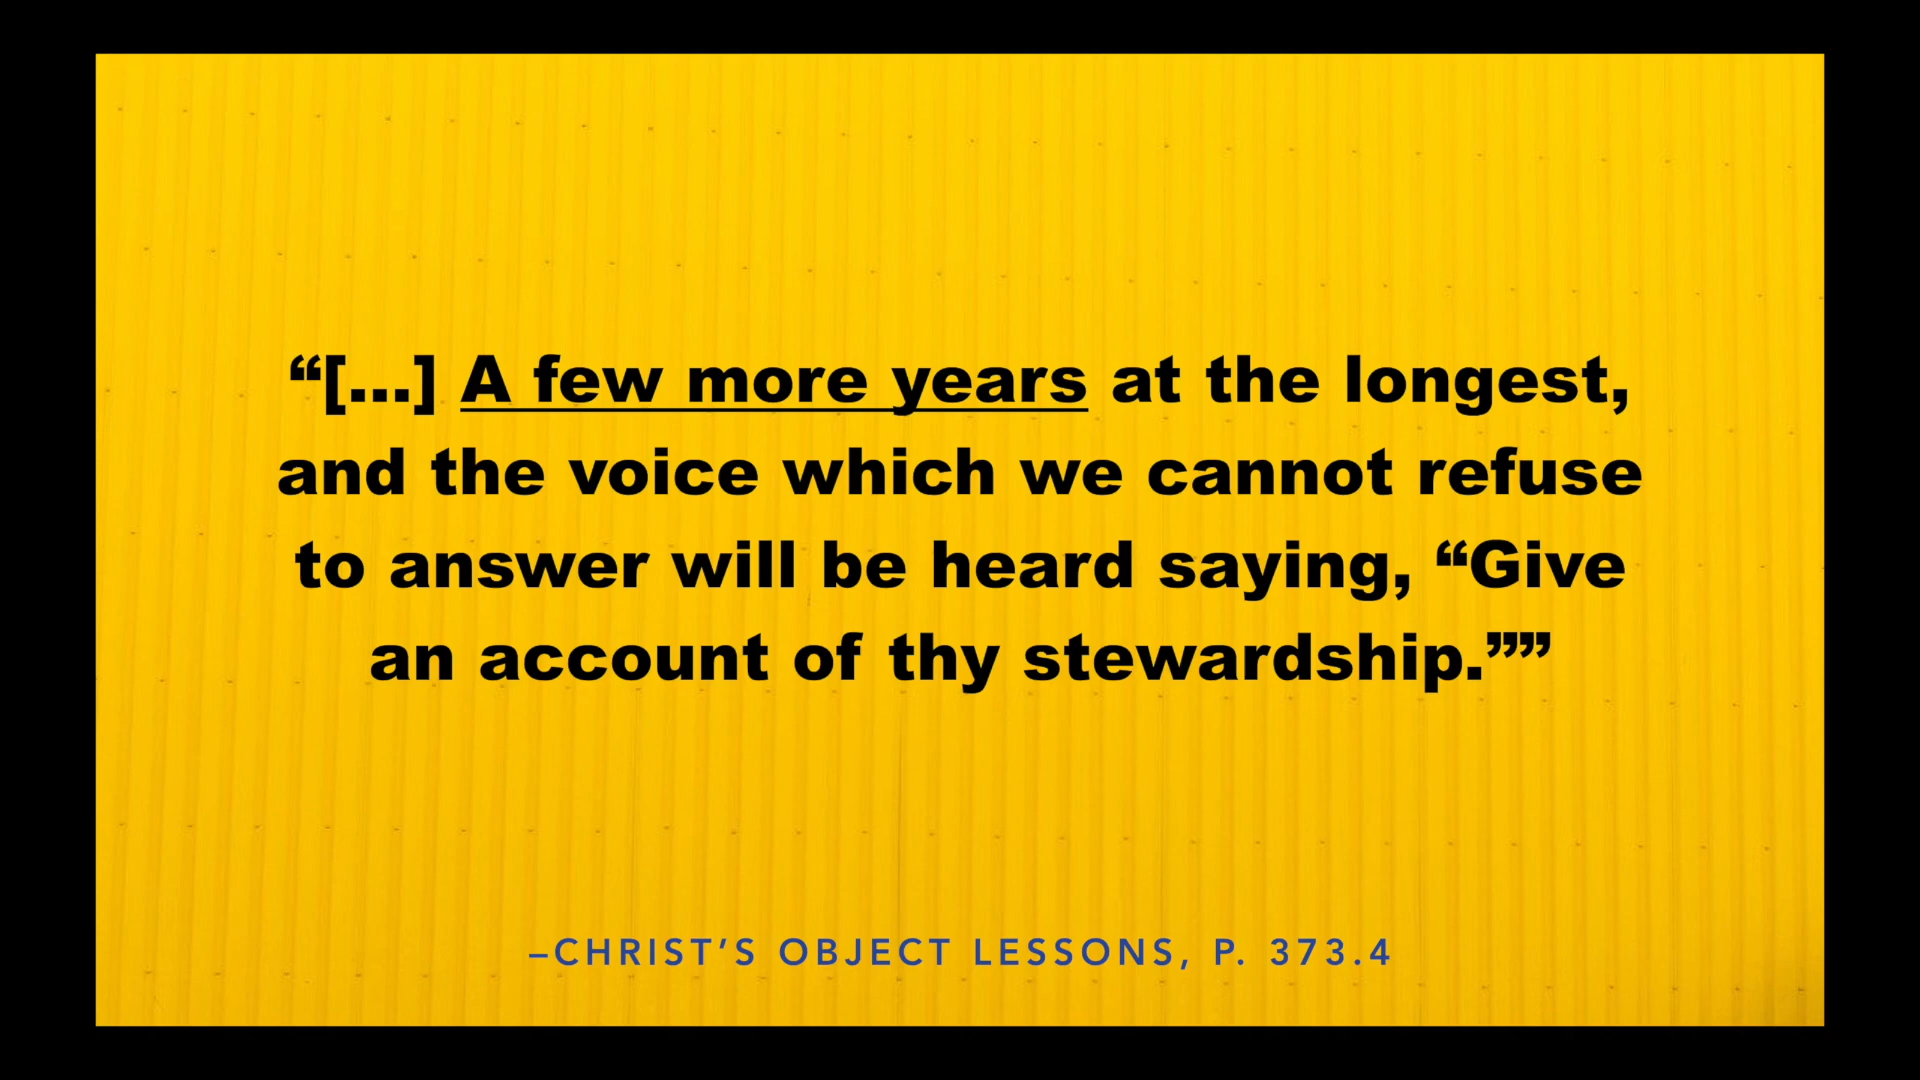 “[…] A few more years at the longest,
and the voice which we cannot refuse
to answer will be heard saying, “Give
an account of thy stewardship.””
–CHRIST’S OBJECT LESSONS, P. 373.4